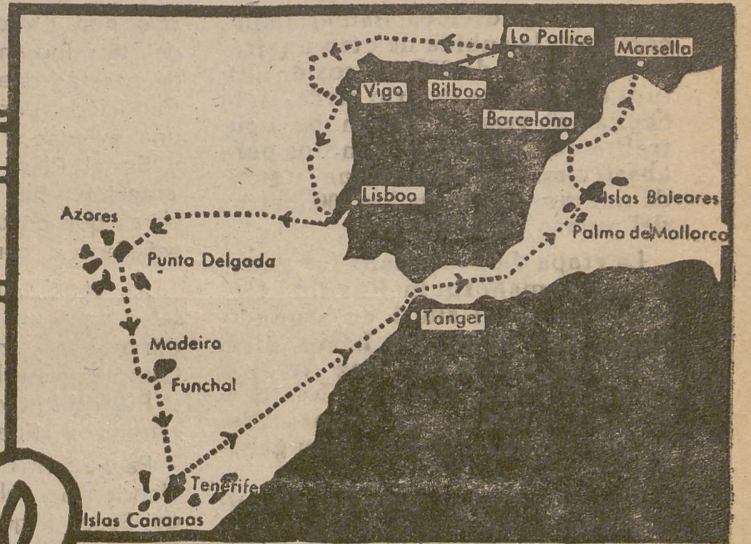 La Pallice
Marsella
Vigo
Bilbao
Barcelona
Lisboa
Islas Baleares
Azores
Palma de Mallorca
Punta Delgada
Tanger
Madeira
Funchal
Tenerife
Islas Canarias